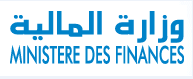 وزارة المالية
MINISTERE DES FINANCES